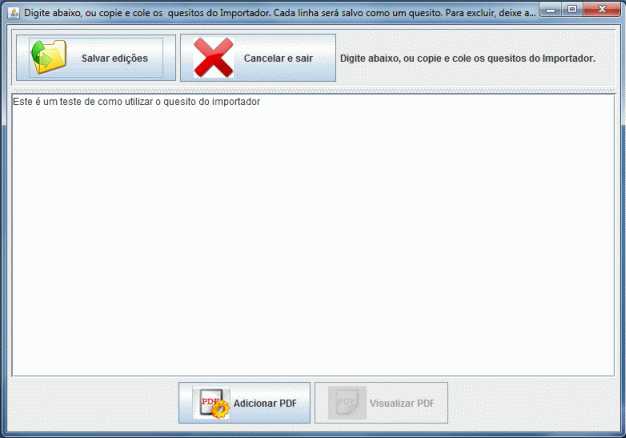 Digite abaixo, ou copie e cole os quesitos do Importador. Cada linha será salvo como um quesito. Para excluir, deixe a...
Salvar edições
Cancelar e sair
Digite abaixo, ou copie e cole os quesitos do Importador.
Este é um teste de como utilizar o quesito do importador
PDF
Adicionar PDF
PDF
Visualizar PDF